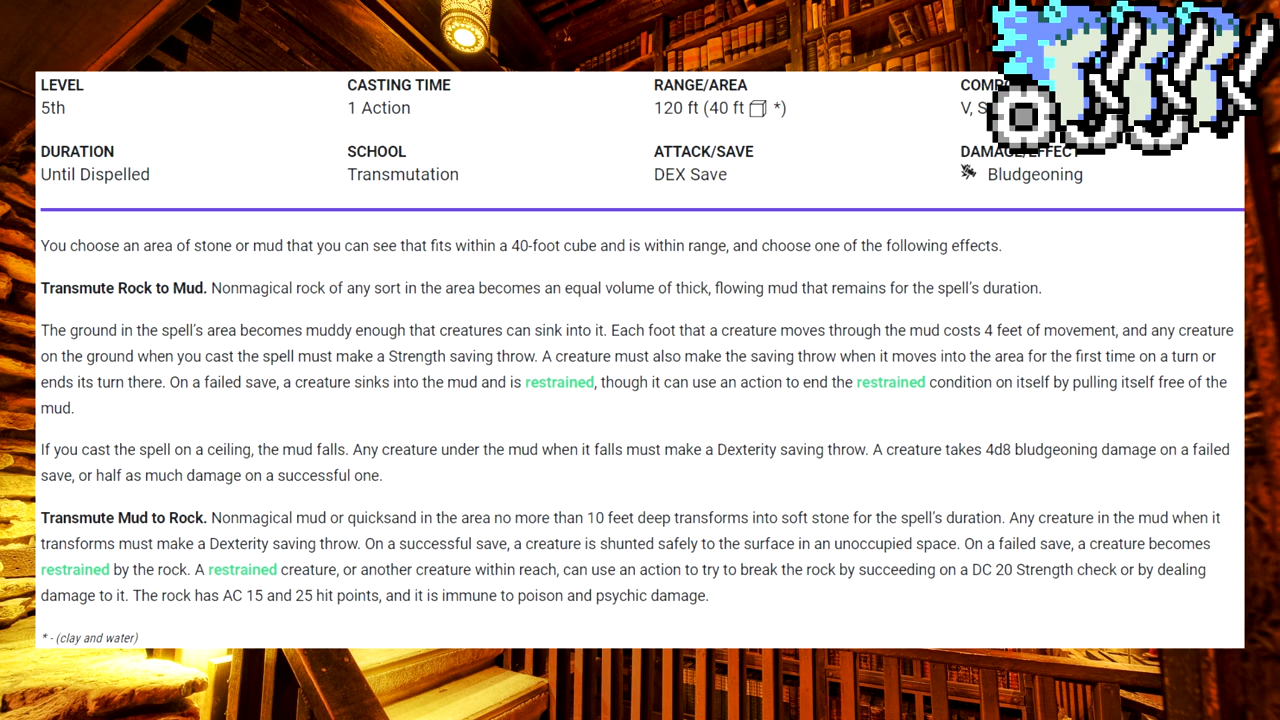 LEVEL CASTING TIME RANGE/AREA
5th 1 Action 120 ft (40 ft *) V, S
DURATION SCHOOL ATTACK/SAVE DAMAGE/EFFECT
Until Dispelled Transmutation DEX Save Bludgeoning
You choose an area of stone or mud that you can see that fits within a 40-foot cube and is within range, and choose one of the following effects.
Transmute Rock to Mud. Nonmagical rock of any sort in the area becomes an equal volume of thick, flowing mud that remains for the spell's duration.
The ground in the spell's area becomes muddy enough that creatures can sink into it. Each foot that a creature moves through the mud costs 4 feet of movement, and any creature
on the ground when you cast the spell must make a Strength saving throw. A creature must also make the saving throw when it moves into the area for the first time on a turn or
ends its turn there. On a failed save, a creature sinks into the mud and is restrained, though it can use an action to end the restrained condition on itself by pulling itself free of the
mud.
If you cast the spell on a ceiling, the mud falls. Any creature under the mud when it falls must make a Dexterity saving throw. A creature takes 4d8 bludgeoning damage on a failed
save, or half as much damage on a successful one.
Transmute Mud to Rock. Nonmagical mud or quicksand in the area no more than 10 feet deep transforms into soft stone for the spell's duration. Any creature in the mud when it
transforms must make a Dexterity saving throw. On a successful save, a creature is shunted safely to the surface in an unoccupied space. On a failed save, a creature becomes
restrained by the rock. A restrained creature, or another creature within reach, can use an action to try to break the rock by succeeding on a DC 20 Strength check or by dealing
damage to it. The rock has AC 15 and 25 hit points, and it is immune to poison and psychic damage.
* - (clay and water)